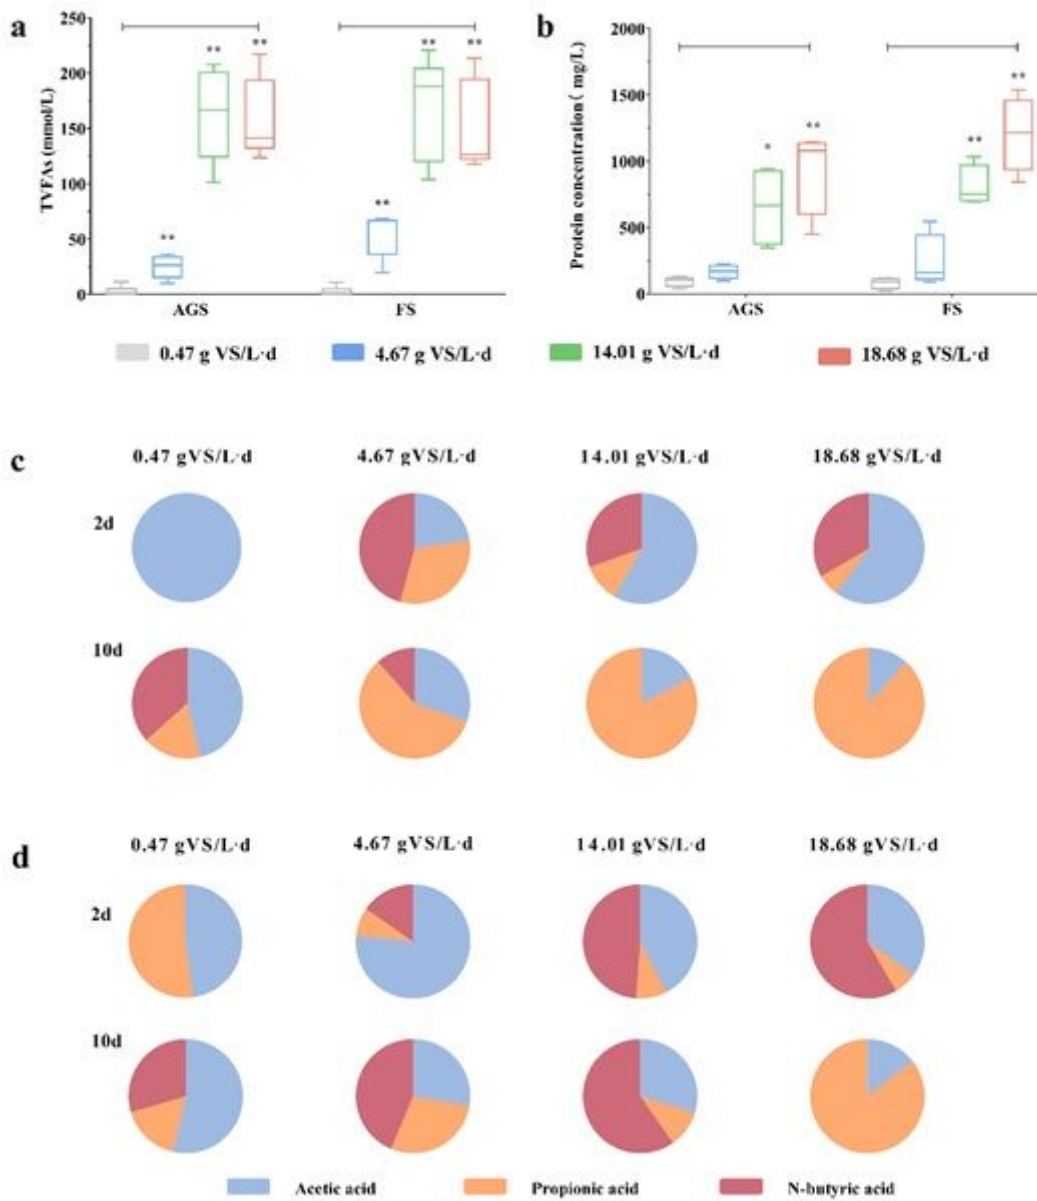 a
250
200
150
100
50
0
TVFAs (mmol/L)
**
**
**
**
**
**
AGS
FS
b
2000
1500
1000
500
0
Protein concentration( mg/L)
*
**
**
**
AGS
FS
0.47 g VS/L·d
4.67 g VS/L·d
14.01 g VS/L·d
18.68 g VS/L·d
c
0.47 gVS/L·d
4.67 gVS/L·d
14.01 gVS/L·d
18.68 gVS/L·d
2d
10d
d
0.47 gVS/L·d
4.67 gVS/L·d
14.01 gVS/L·d
18.68 gVS/L·d
2d
10d
Acetic acid
Propionic acid
N-butyric acid